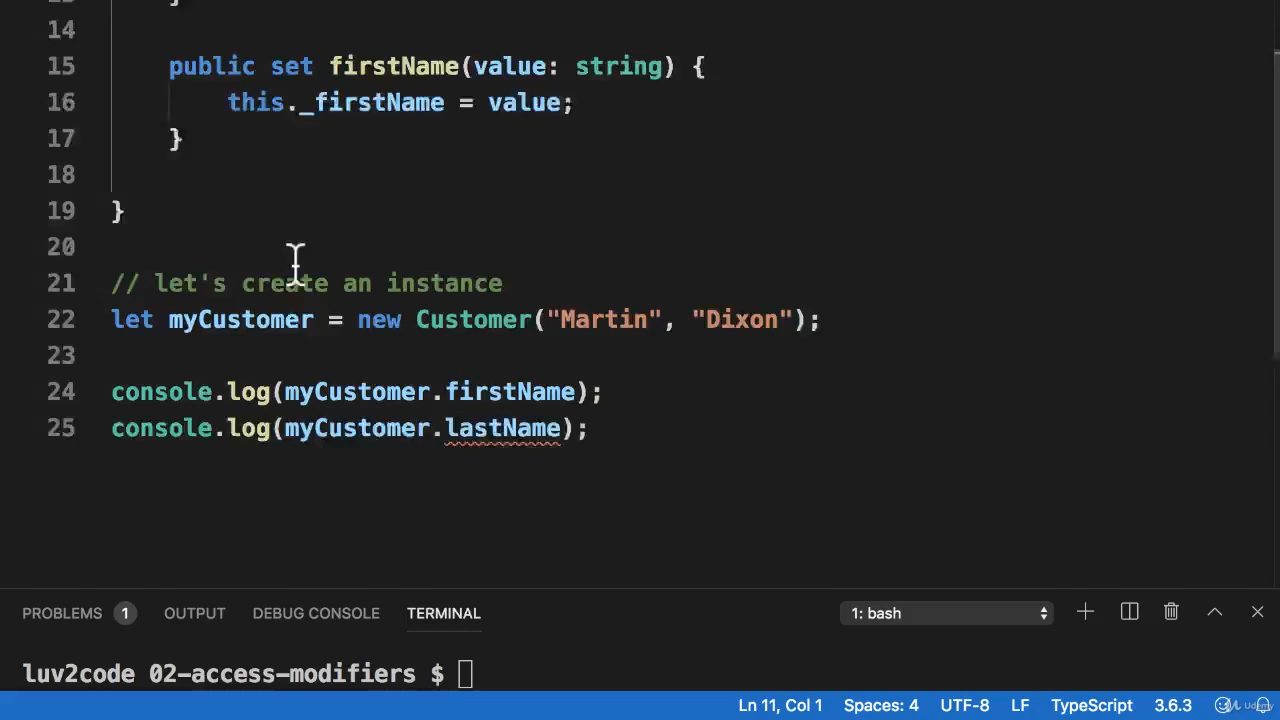 14
15 public set firstName(value: string) {
16 this._firstName = value;
17 }
18
19 }
20
21 // let's create an instance
22 let myCustomer = new Customer("Martin", "Dixon");
23
24 console.log(myCustomer.firstName);
25 console.log(myCustomer.lastName);
PROBLEMS 1 OUTPUT DEBUG CONSOLE TERMINAL 1: bash
luv2code 02-access-modifiers $
Ln 11, Col 1 Spaces: 4 UTF-8 LF TypeScript 3.6.3 Udemy